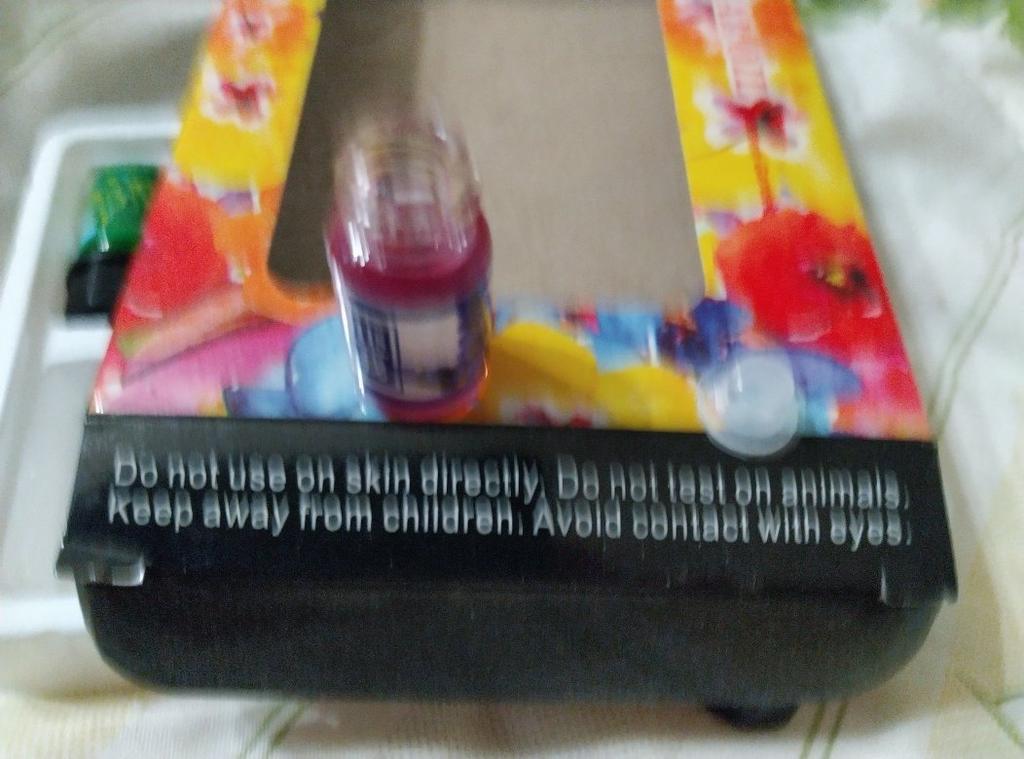 Do not use on skin directly. Do not test on animals.
Keep away from children. Avoid contact with eyes.